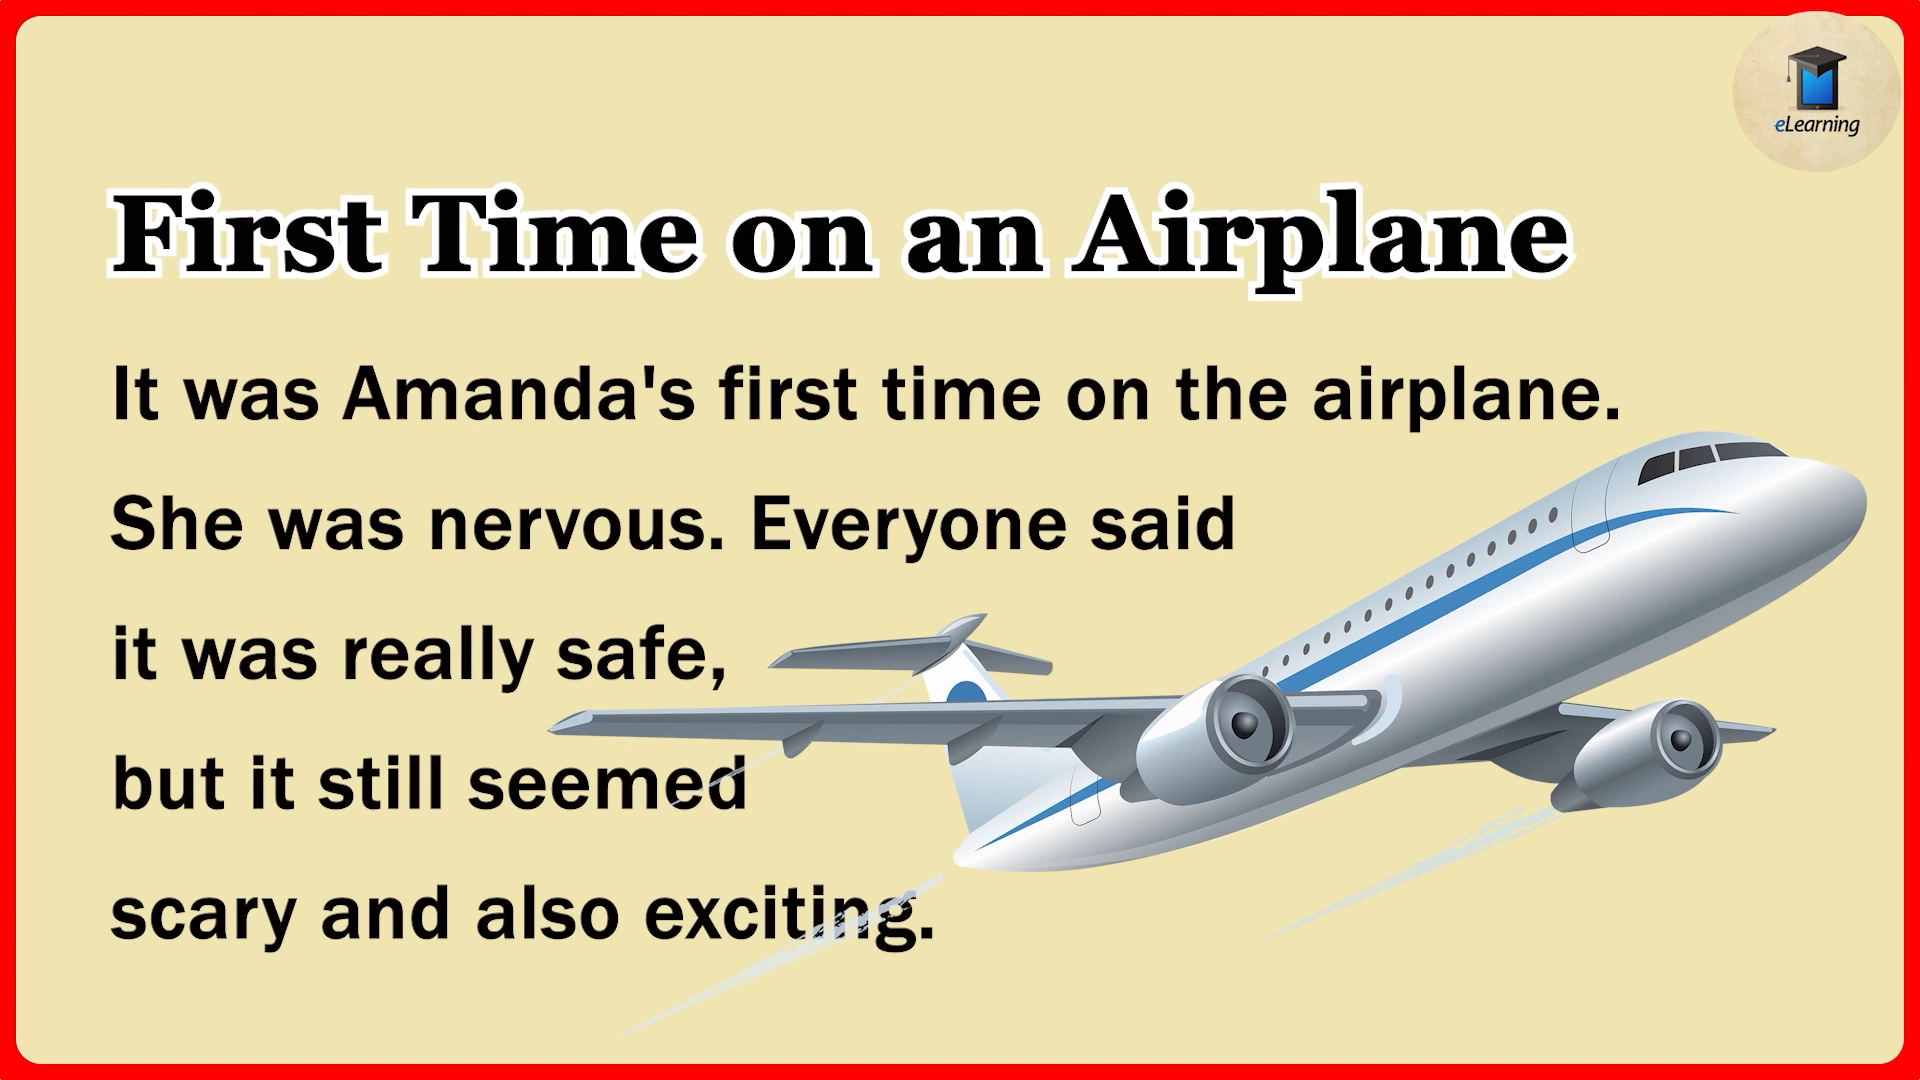 eLearning
First Time on an Airplane
It was Amanda's first time on the airplane.
She was nervous. Everyone said
it was really safe,
but it still seemed
scary and also exciting.